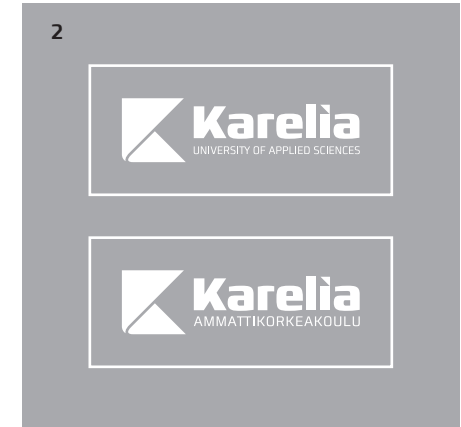 2
Karelia
UNIVERSITY OF APPLIED SCIENCES
Karelia
AMMATTIKORKEAKOULU